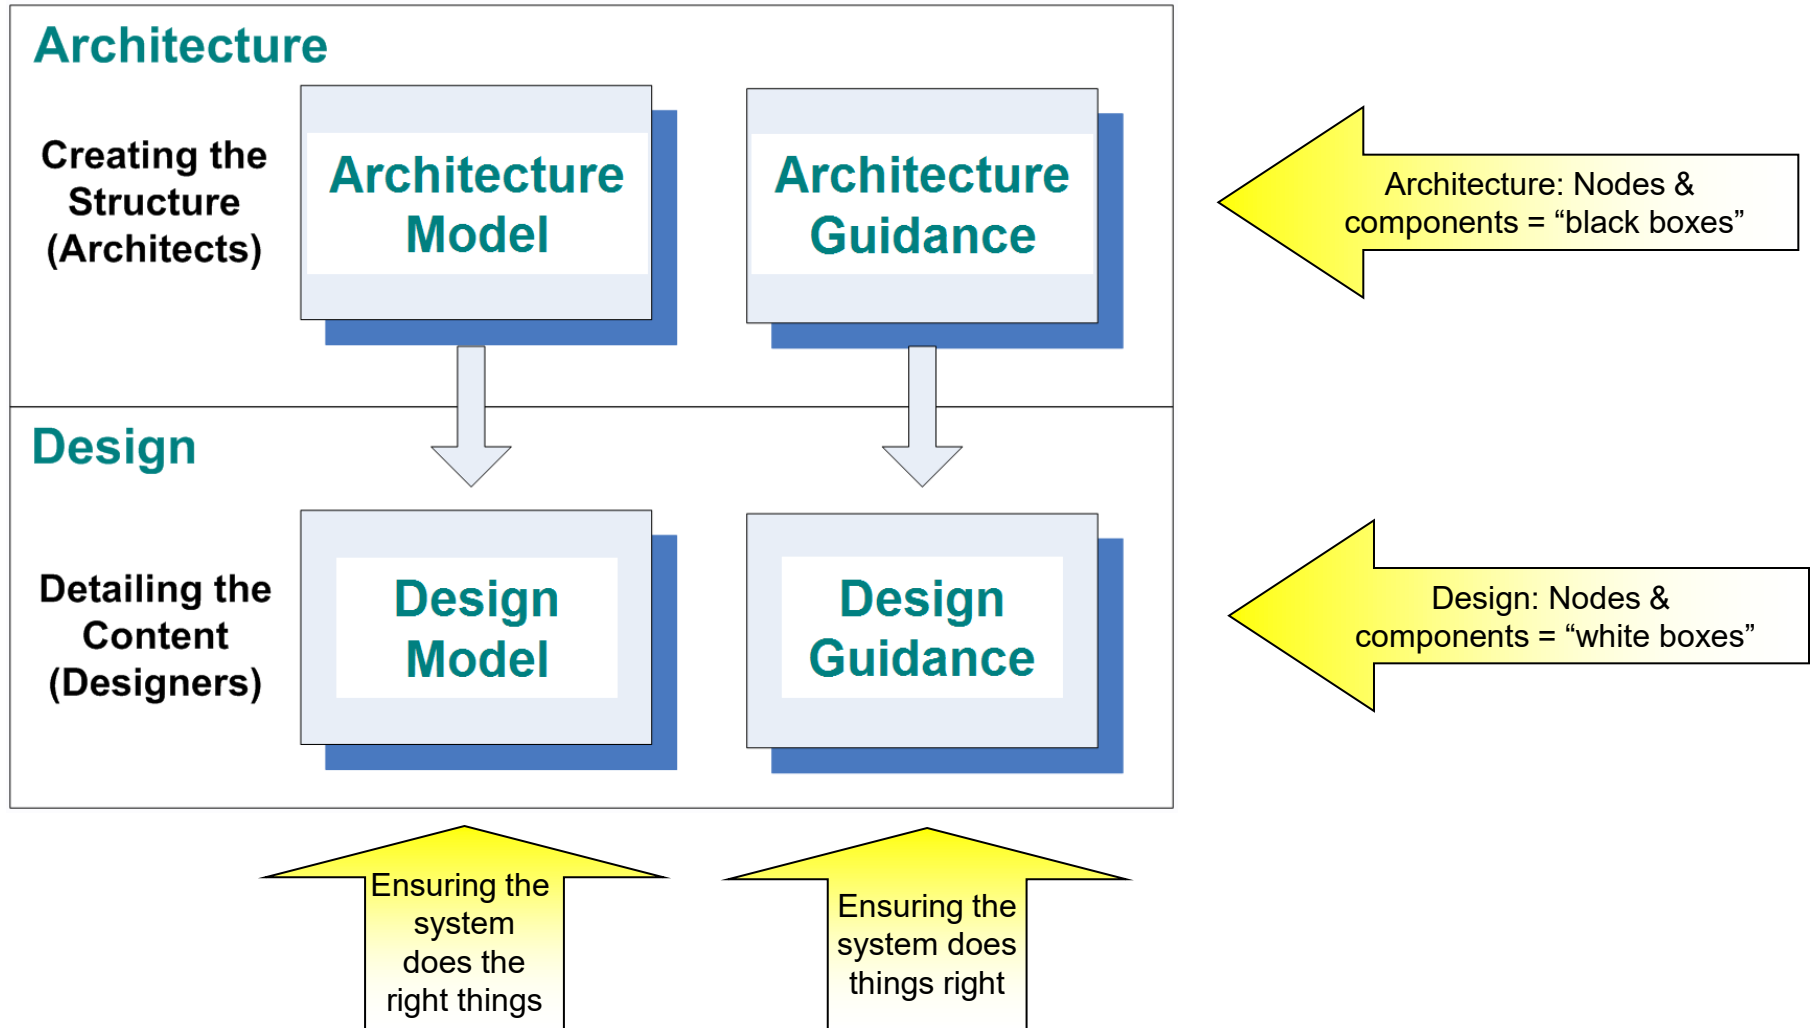 Architecture
Creating the
Structure
(Architects)
Architecture
Model
Architecture
Guidance
Architecture: Nodes &
components = “black boxes”
Design
Detailing the
Content
(Designers)
Design
Model
Design
Guidance
Design: Nodes &
components = “white boxes”
Ensuring the
system
does the
right things
Ensuring the
system does
things right